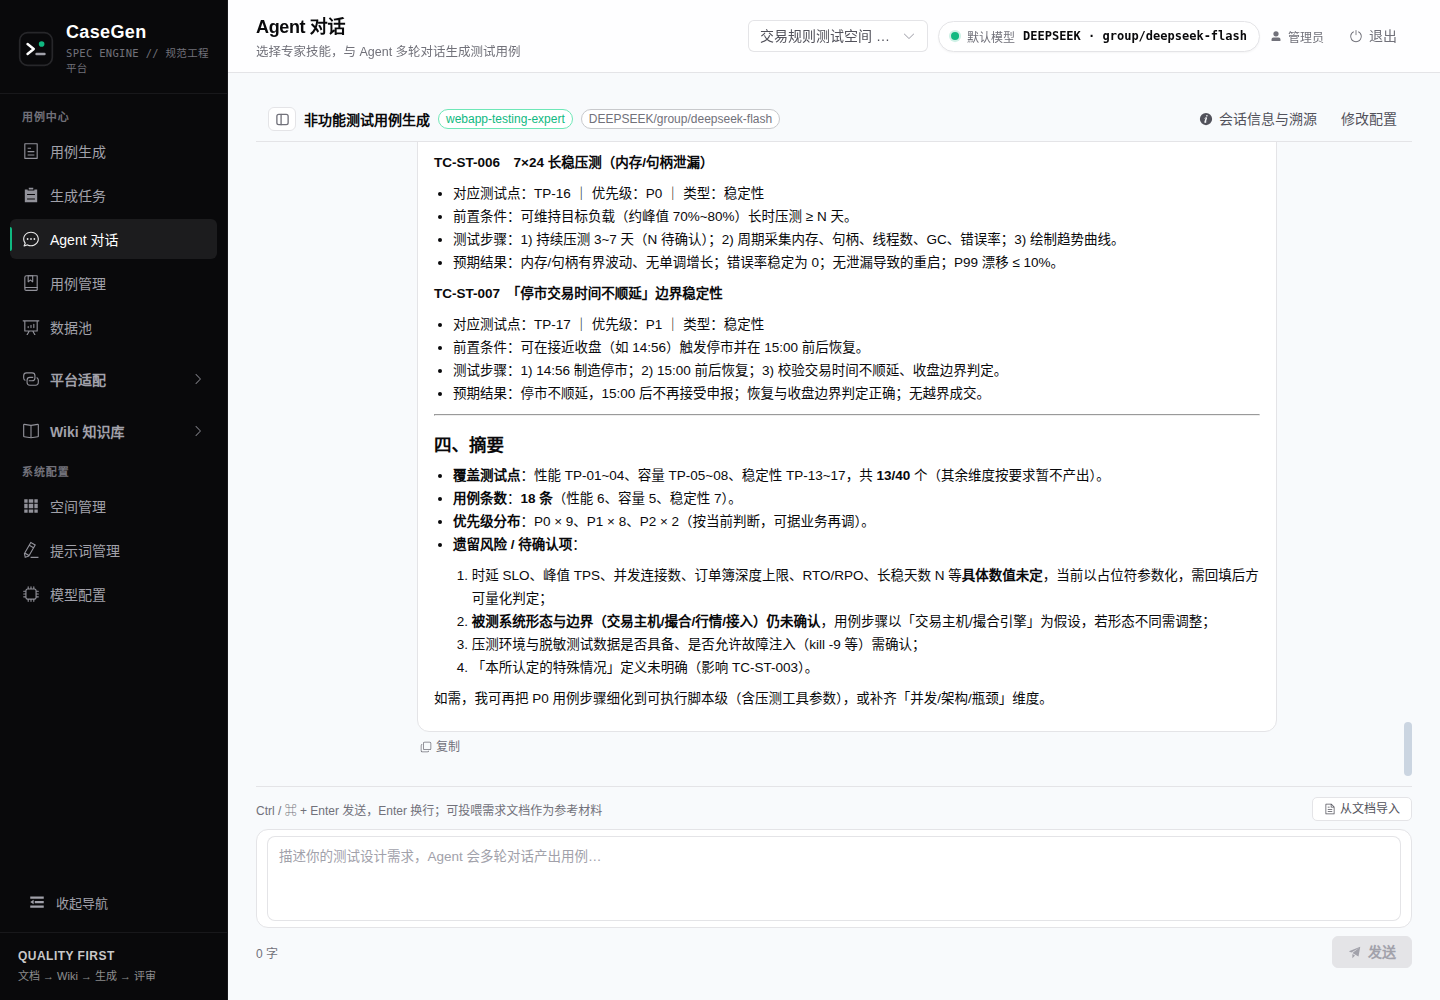 CaseGen
SPEC ENGINE // 规范工程
平台
用例中心
用例生成
生成任务
Agent 对话
用例管理
数据池
平台适配
Wiki 知识库
系统配置
空间管理
提示词管理
模型配置
收起导航
QUALITY FIRST
文档 → Wiki → 生成 → 评审
Agent 对话
选择专家技能，与 Agent 多轮对话生成测试用例
交易规则测试空间 …
默认模型 DEEPSEEK · group/deepseek-flash
管理员
退出
非功能测试用例生成
webapp-testing-expert
DEEPSEEK/group/deepseek-flash
会话信息与溯源
修改配置
TC-ST-006 7×24 长稳压测（内存/句柄泄漏）
• 对应测试点：TP-16 ｜ 优先级：P0 ｜ 类型：稳定性
• 前置条件：可维持目标负载（约峰值 70%~80%）长时压测 ≥ N 天。
• 测试步骤：1) 持续压测 3~7 天（N 待确认）；2) 周期采集内存、句柄、线程数、GC、错误率；3) 绘制趋势曲线。
• 预期结果：内存/句柄有界波动、无单调增长；错误率稳定为 0；无泄漏导致的重启；P99 漂移 ≤ 10%。
TC-ST-007 「停市交易时间不顺延」边界稳定性
• 对应测试点：TP-17 ｜ 优先级：P1 ｜ 类型：稳定性
• 前置条件：可在接近收盘（如 14:56）触发停市并在 15:00 前后恢复。
• 测试步骤：1) 14:56 制造停市；2) 15:00 前后恢复；3) 校验交易时间不顺延、收盘边界判定。
• 预期结果：停市不顺延，15:00 后不再接受申报；恢复与收盘边界判定正确；无越界成交。
四、摘要
• 覆盖测试点：性能 TP-01~04、容量 TP-05~08、稳定性 TP-13~17，共 13/40 个（其余维度按要求暂不产出）。
• 用例条数：18 条（性能 6、容量 5、稳定性 7）。
• 优先级分布：P0 × 9、P1 × 8、P2 × 2（按当前判断，可据业务再调）。
• 遗留风险 / 待确认项：
1. 时延 SLO、峰值 TPS、并发连接数、订单簿深度上限、RTO/RPO、长稳天数 N 等具体数值未定，当前以占位符参数化，需回填后方
可量化判定；
2. 被测系统形态与边界（交易主机/撮合/行情/接入）仍未确认，用例步骤以「交易主机/撮合引擎」为假设，若形态不同需调整；
3. 压测环境与脱敏测试数据是否具备、是否允许故障注入（kill -9 等）需确认；
4. 「本所认定的特殊情况」定义未明确（影响 TC-ST-003）。
如需，我可再把 P0 用例步骤细化到可执行脚本级（含压测工具参数），或补齐「并发/架构/瓶颈」维度。
复制
Ctrl / ⌘ + Enter 发送，Enter 换行；可投喂需求文档作为参考材料
从文档导入
描述你的测试设计需求，Agent 会多轮对话产出用例…
0 字
发送